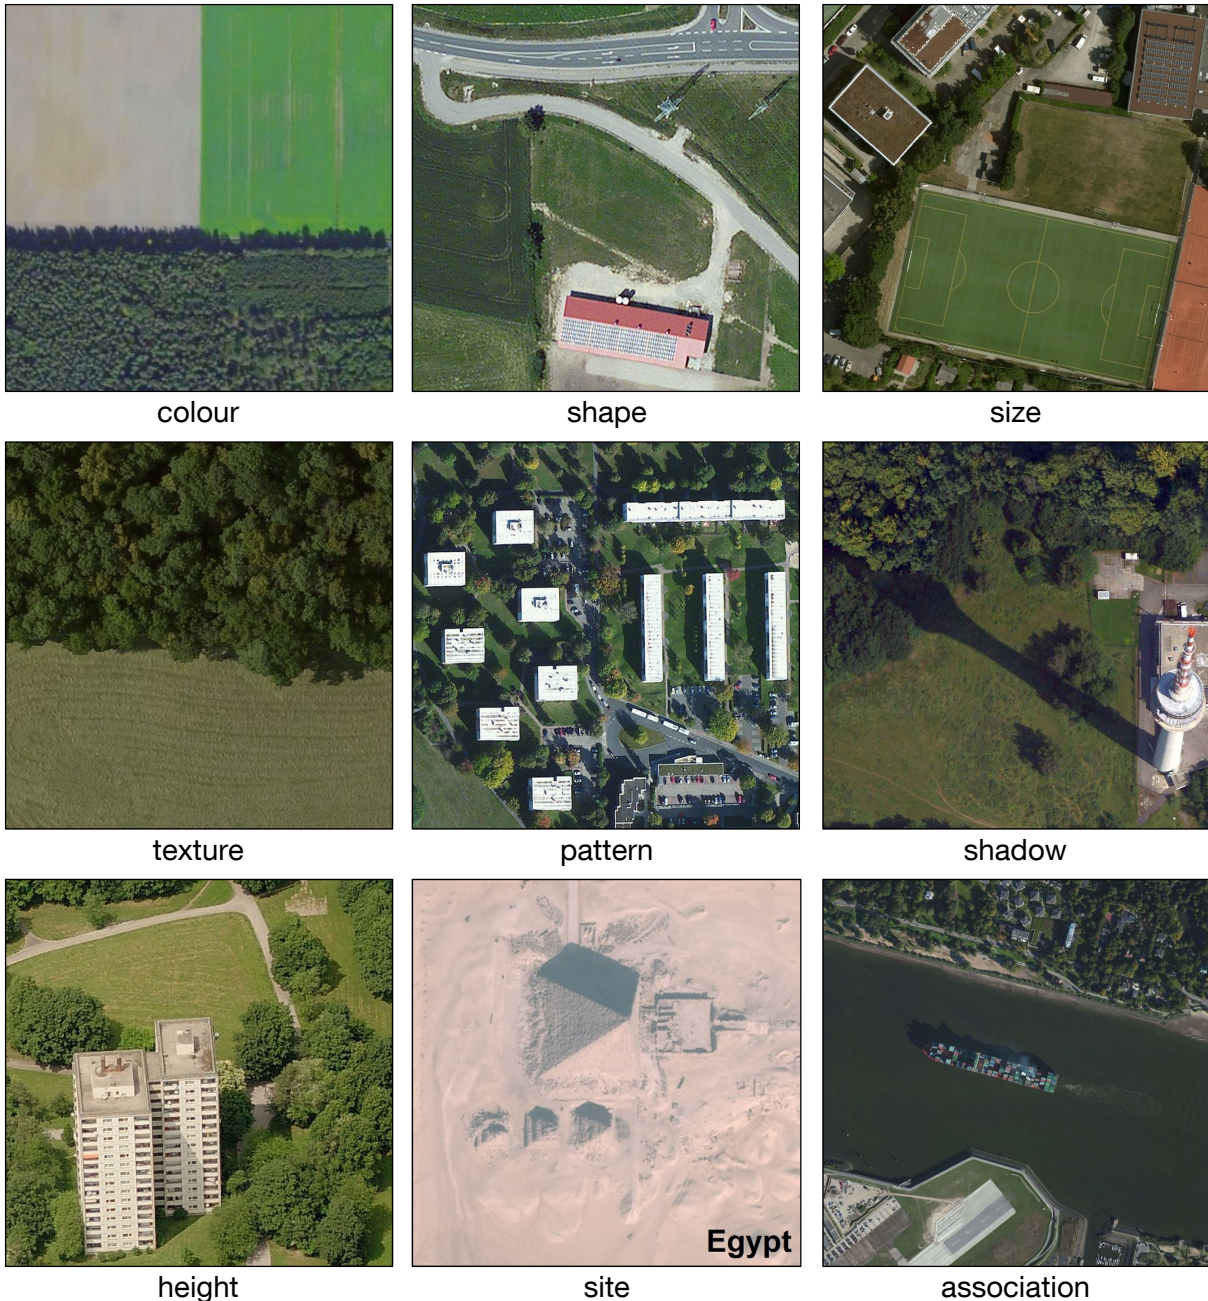 colour
shape
size
texture
pattern
shadow
height
Egypt
site
association